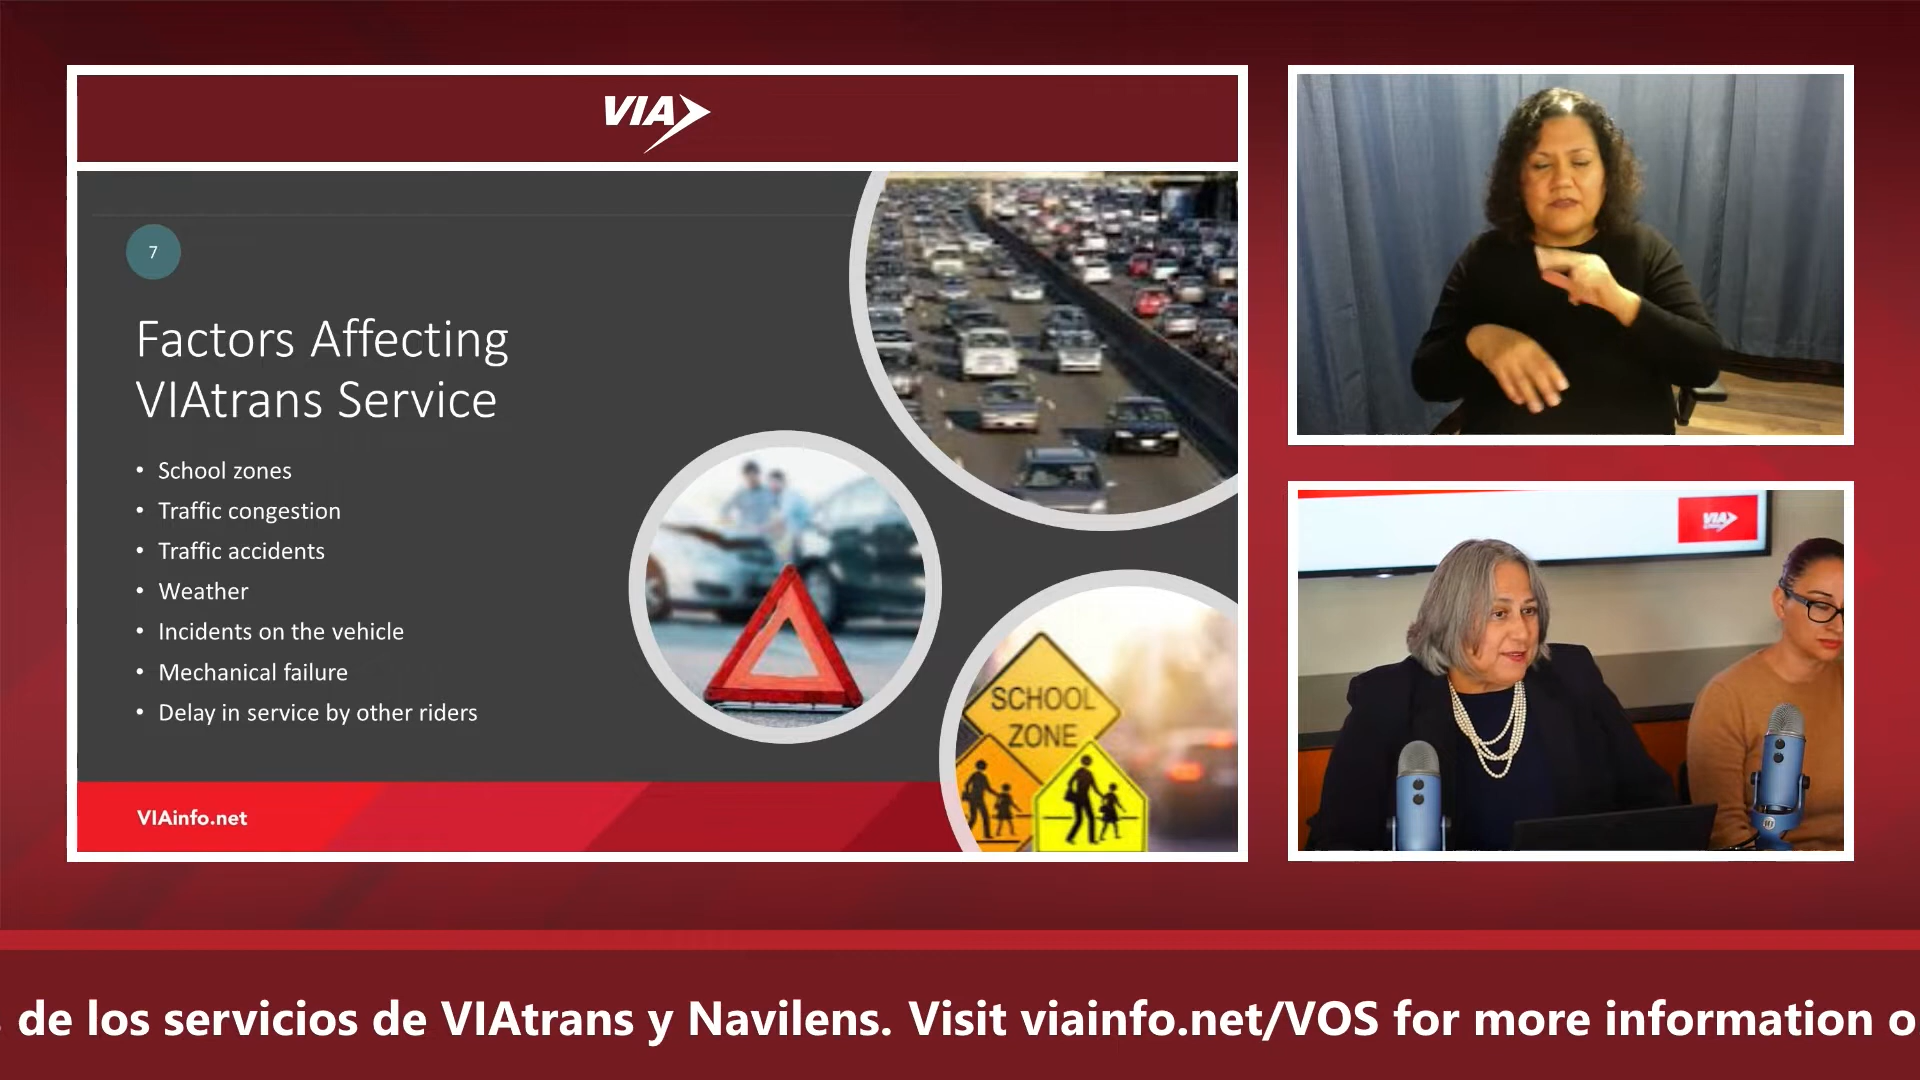 VIA
7
Factors Affecting
VIAtrans Service
• School zones
• Traffic congestion
• Traffic accidents
• Weather
• Incidents on the vehicle
• Mechanical failure
• Delay in service by other riders
SCHOOL
ZONE
VIAinfo.net
VIA
de los servicios de VIAtrans y Navilens. Visit viainfo.net/VOS for more information o